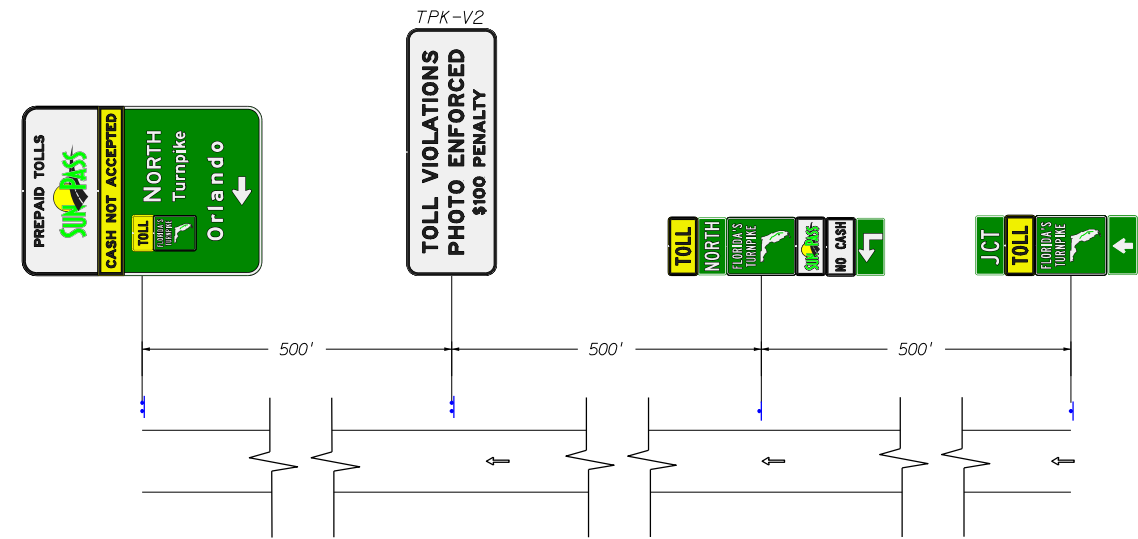 TPK-V2
PREPAID TOLLS
SUNPASS
CASH NOT ACCEPTED
TOLL
FLORIDA'S
TURNPIKE
NORTH
Turnpike
Orlando
TOLL VIOLATIONS
PHOTO ENFORCED
$100 PENALTY
TOLL
NORTH
FLORIDA'S
TURNPIKE
SUNPASS
NO CASH
JCT
TOLL
FLORIDA'S
TURNPIKE
500'
500'
500'